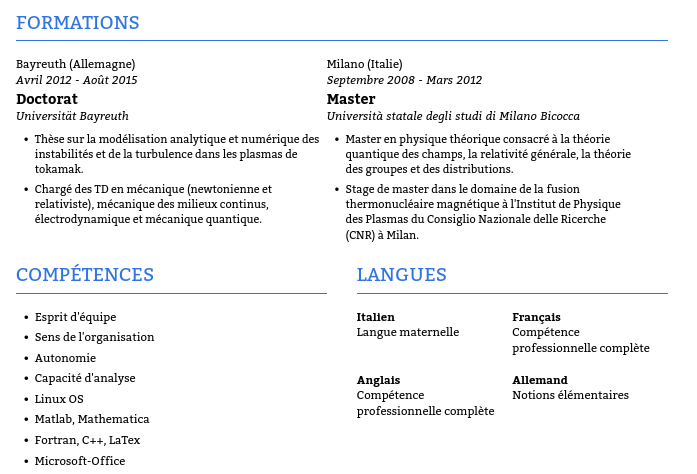 FORMATIONS
Bayreuth (Allemagne)
Avril 2012 - Août 2015
Doctorat
Universität Bayreuth
• Thèse sur la modélisation analytique et numérique des
instabilités et de la turbulence dans les plasmas de
tokamak.
• Chargé des TD en mécanique (newtonienne et
relativiste), mécanique des milieux continus,
électrodynamique et mécanique quantique.
Milano (Italie)
Septembre 2008 - Mars 2012
Master
Università statale degli studi di Milano Bicocca
• Master en physique théorique consacré à la théorie
quantique des champs, la relativité générale, la théorie
des groupes et des distributions.
• Stage de master dans le domaine de la fusion
thermonucléaire magnétique à l'Institut de Physique
des Plasmas du Consiglio Nazionale delle Ricerche
(CNR) à Milan.
COMPÉTENCES
• Esprit d'équipe
• Sens de l'organisation
• Autonomie
• Capacité d'analyse
• Linux OS
• Matlab, Mathematica
• Fortran, C++, LaTex
• Microsoft-Office
LANGUES
Italien
Langue maternelle
Français
Compétence
professionnelle complète
Anglais
Compétence
professionnelle complète
Allemand
Notions élémentaires